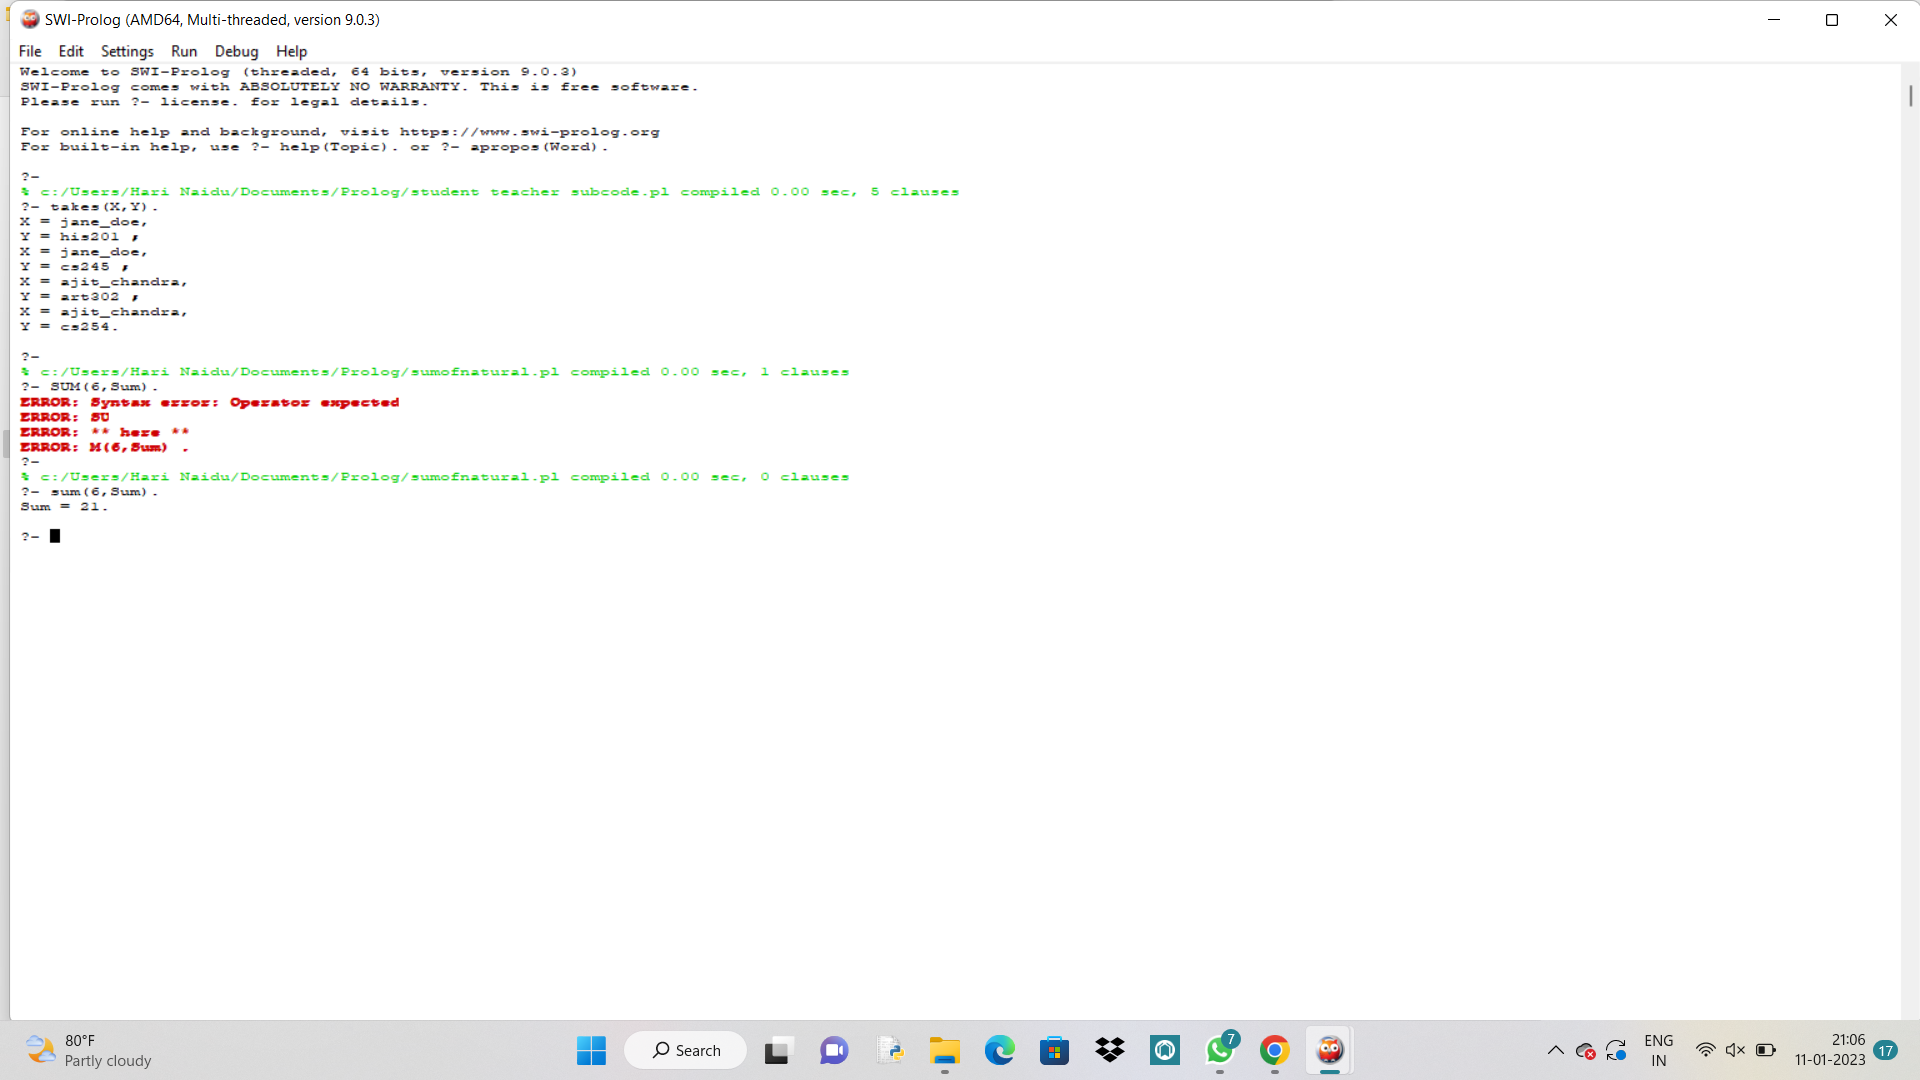 SWI-Prolog (AMD64, Multi-threaded, version 9.0.3)
File Edit Settings Run Debug Help
Welcome to SWI-Prolog (threaded, 64 bits, version 9.0.3)
SWI-Prolog comes with ABSOLUTELY NO WARRANTY. This is free software.
Please run ?- license. for legal details.
For online help and background, visit https://www.swi-prolog.org
For built-in help, use ?- help(Topic). or ?- apropos(Word).
?-
% c:/Users/Hari Naidu/Documents/Prolog/student teacher subcode.pl compiled 0.00 sec, 5 clauses
?- takes(X,Y).
X = jane_doe,
Y = his201 ;
X = jane_doe,
Y = cs245 ;
X = ajit_chandra,
Y = art302 ;
X = ajit_chandra,
Y = cs254.
?-
% c:/Users/Hari Naidu/Documents/Prolog/sumofnatural.pl compiled 0.00 sec, 1 clauses
?- SUM(6,Sum).
ERROR: Syntax error: Operator expected
ERROR: SU
ERROR: ** here **
ERROR: M(6,Sum) .
?-
% c:/Users/Hari Naidu/Documents/Prolog/sumofnatural.pl compiled 0.00 sec, 0 clauses
?- sum(6,Sum).
Sum = 21.
?-
80°F
Partly cloudy
Search
7
ENG
IN
21:06
11-01-2023
17